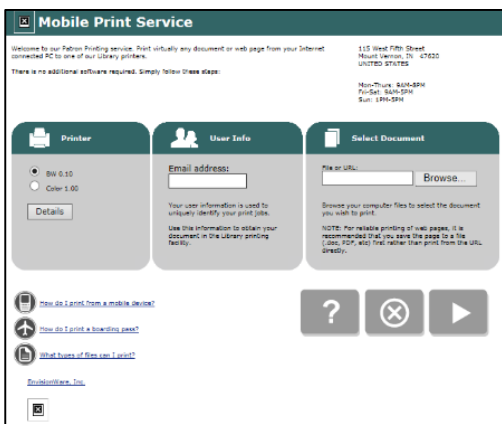 Mobile Print Service
Welcome to our Patron Printing service. Print virtually any document or web page from your Internet
connected PC to one of our Library printers.
There is no additional software required. Simply follow these steps:
115 West Fifth Street
Mount Vernon, IN 47620
UNITED STATES
Mon-Thurs: 9AM-8PM
Fri-Sat: 9AM-5PM
Sun: 1PM-5PM
Printer
BW 0.10
Color 1.00
Details
User Info
Email address:
Your user information is used to
uniquely identify your print jobs.
Use this information to obtain your
document in the Library printing
facility.
Select Document
File or URL:
Browse...
Browse your computer files to select the document
you wish to print.
NOTE: For reliable printing of web pages, it is
recommended that you save the page to a file
(.doc, PDF, etc) first rather than print from the URL
directly.
How do I print from a mobile device?
How do I print a boarding pass?
What types of files can I print?
?
EnvisionWare, Inc.